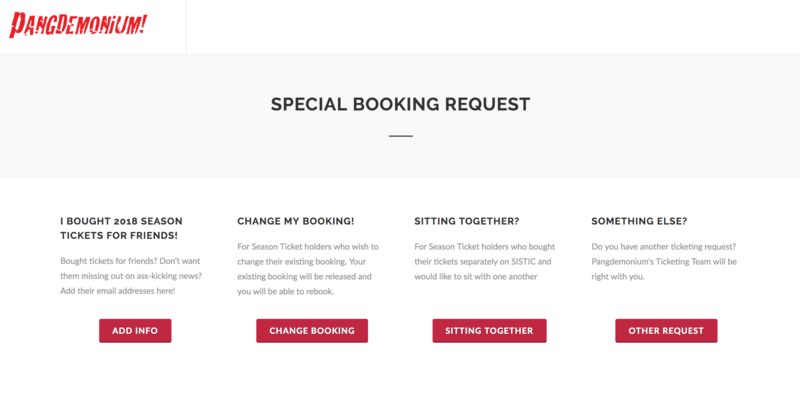 PANGDEMONIUM!
SPECIAL BOOKING REQUEST
I BOUGHT 2018 SEASON
TICKETS FOR FRIENDS!
Bought tickets for friends? Don't want
them missing out on ass-kicking news?
Add their email addresses here!
ADD INFO
CHANGE MY BOOKING!
For Season Ticket holders who wish to
change their existing booking. Your
existing booking will be released and
you will be able to rebook.
CHANGE BOOKING
SITTING TOGETHER?
For Season Ticket holders who bought
their tickets separately on SISTIC and
would like to sit with one another
SITTING TOGETHER
SOMETHING ELSE?
Do you have another ticketing request?
Pangdemonium's Ticketing Team will be
right with you.
OTHER REQUEST